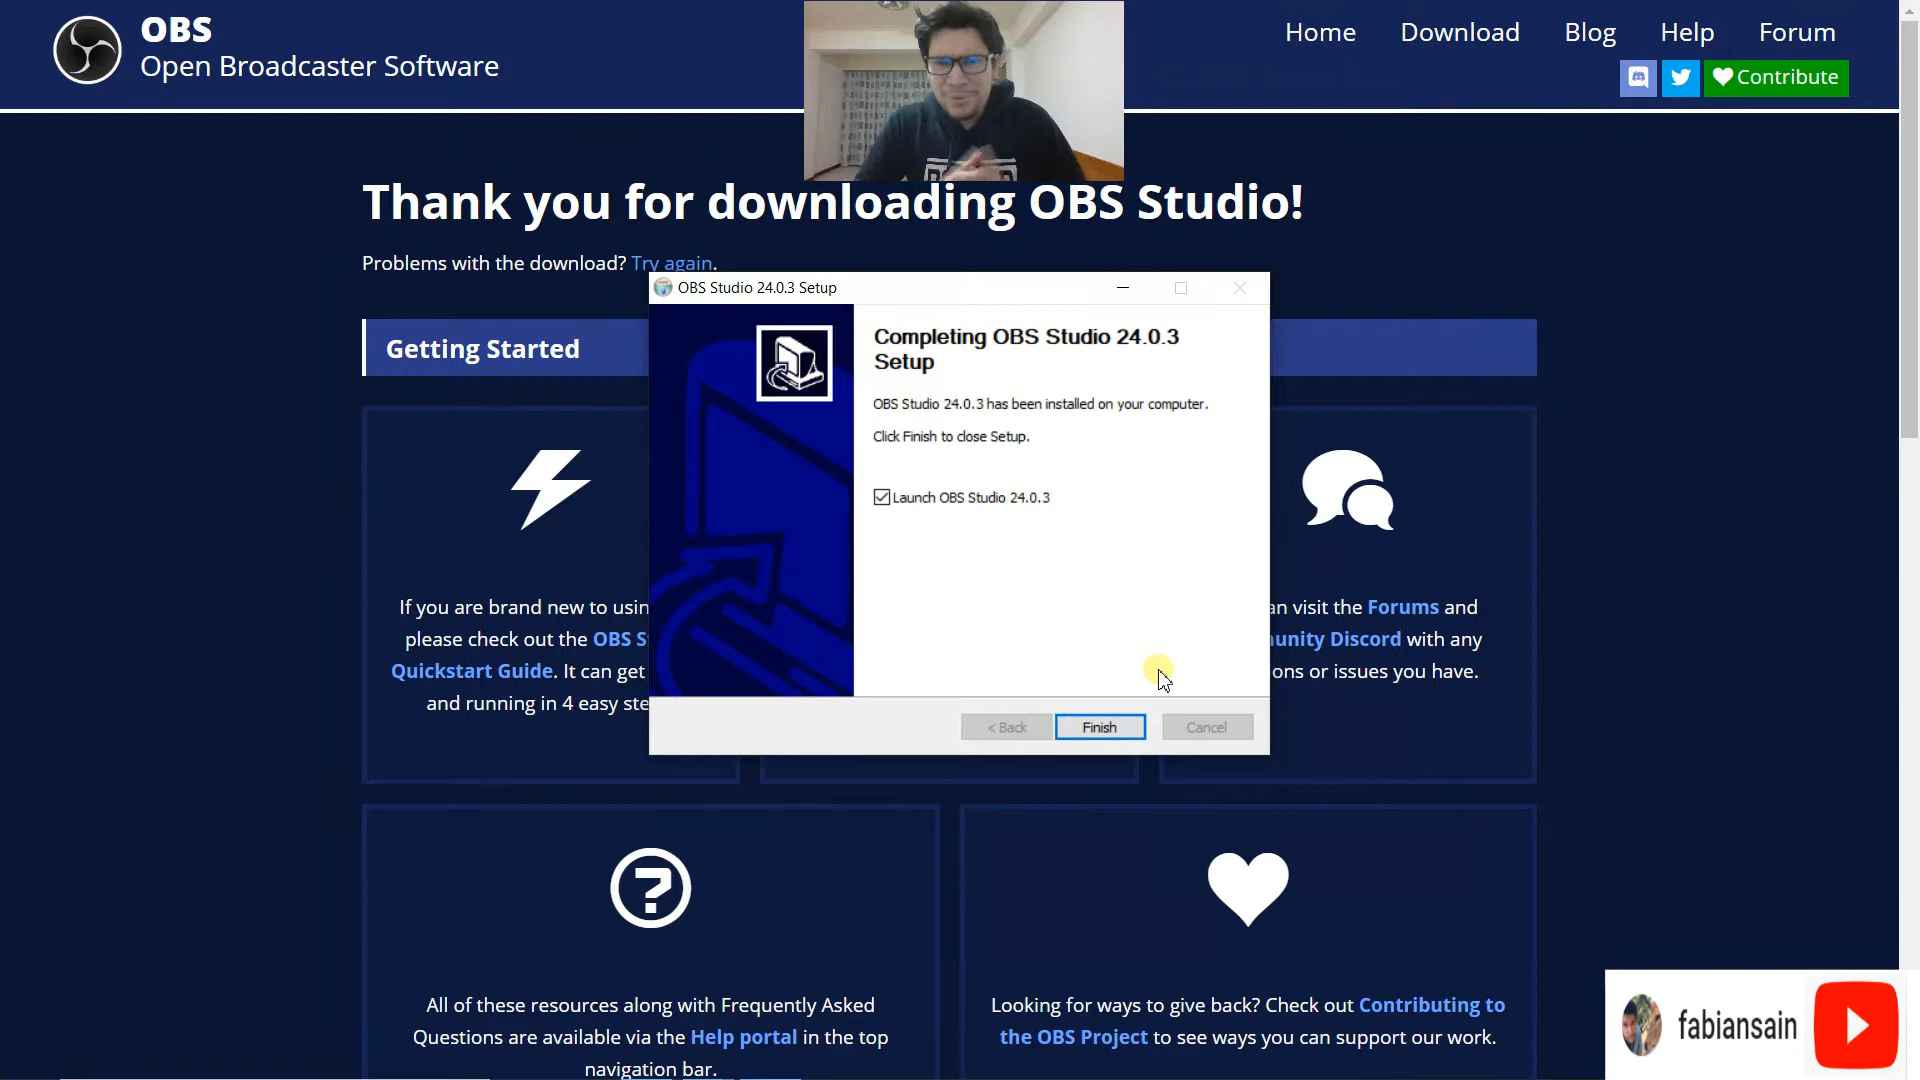 OBS
Open Broadcaster Software
Home Download Blog Help Forum
Contribute
Thank you for downloading OBS Studio!
Problems with the download? Try again.
OBS Studio 24.0.3 Setup
Getting Started
Completing OBS Studio 24.0.3
Setup
OBS Studio 24.0.3 has been installed on your computer.
Click Finish to close Setup.
Launch OBS Studio 24.0.3
< Back Finish Cancel
If you are brand new to
please check out the OBS
Quickstart Guide. It can get
and running in 4 easy
visit the Forums and
Discord with any
or issues you have.
All of these resources along with Frequently Asked
Questions are available via the Help portal in the top
navigation bar.
Looking for ways to give back? Check out Contributing to
the OBS Project to see ways you can support our work.
fabiansain